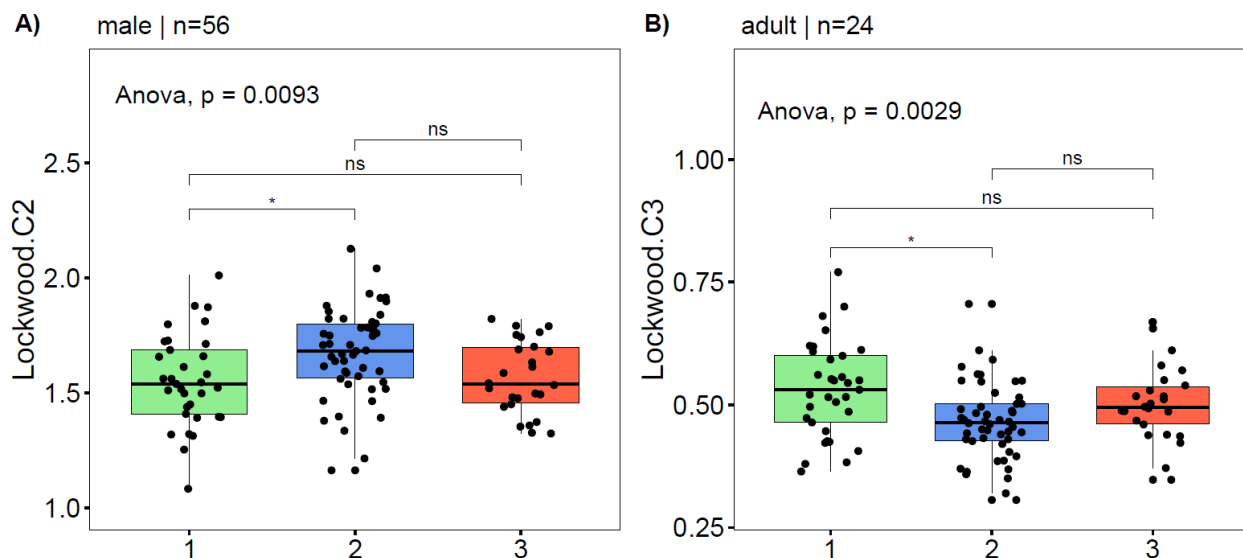 A) male | n=56
Anova, p = 0.0093
ns
ns
*
Lockwood.C2
2.5
2.0
1.5
1.0
1 2 3
B) adult | n=24
Anova, p = 0.0029
ns
ns
*
Lockwood.C3
1.00
0.75
0.50
0.25
1 2 3